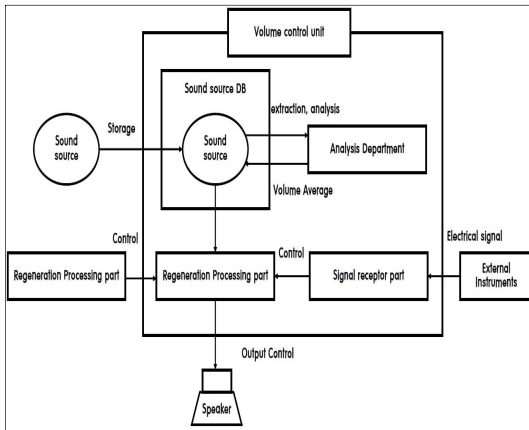 Volume control unit
Sound source DB
extraction, analysis
Storage
Sound
source
Sound
source
Analysis Department
Volume Average
Control
Control
Electrical signal
Regeneration Processing part
Regeneration Processing part
Signal receptor part
External
Instruments
Output Control
Speaker